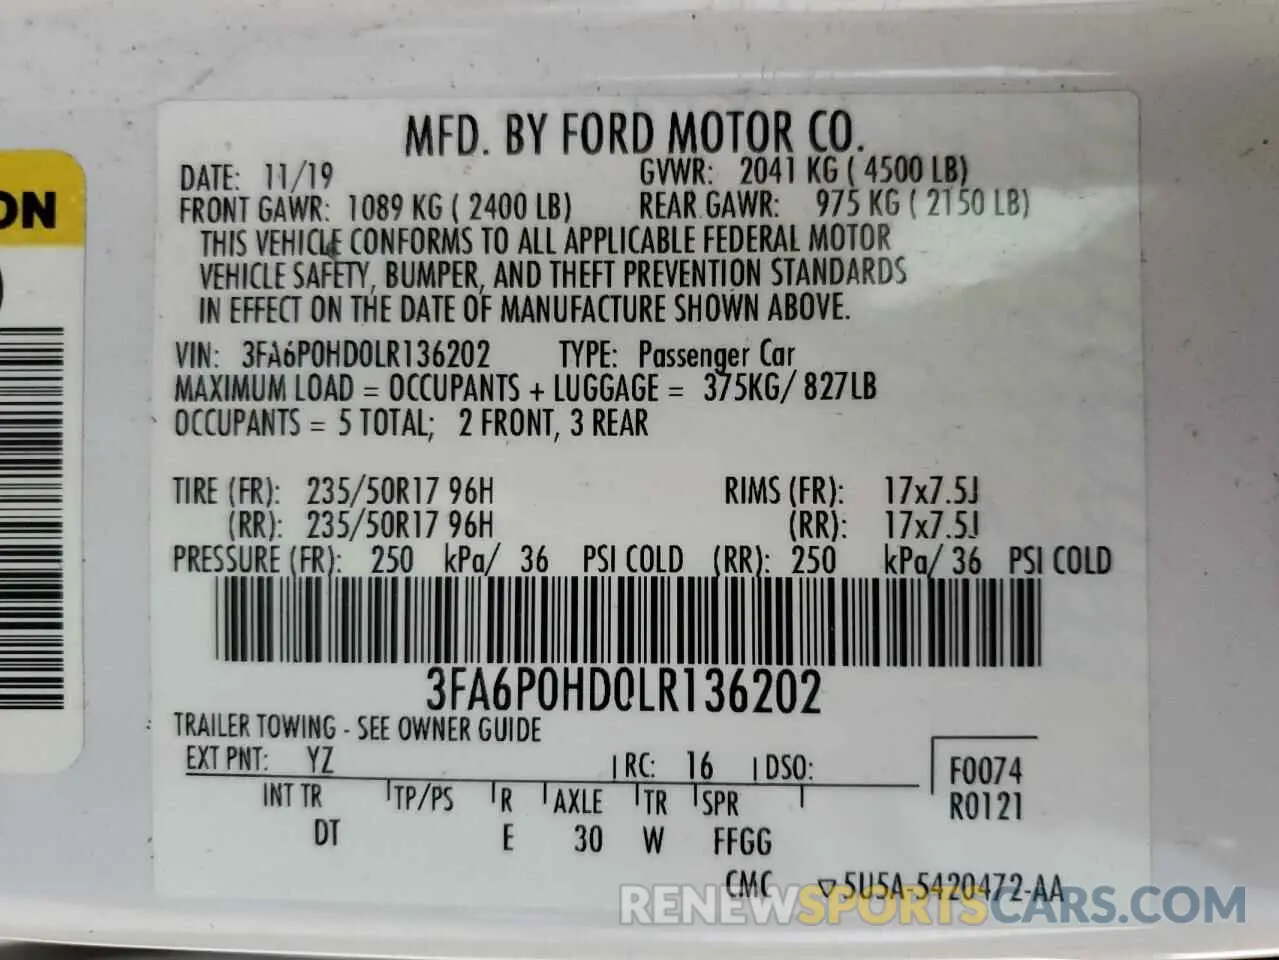 MFD. BY FORD MOTOR CO.
DATE: 11/19 GVWR: 2041 KG ( 4500 LB)
FRONT GAWR: 1089 KG ( 2400 LB) REAR GAWR: 975 KG ( 2150 LB)
THIS VEHICLE CONFORMS TO ALL APPLICABLE FEDERAL MOTOR
VEHICLE SAFETY, BUMPER, AND THEFT PREVENTION STANDARDS
IN EFFECT ON THE DATE OF MANUFACTURE SHOWN ABOVE.
VIN: 3FA6P0HD0LR136202 TYPE: Passenger Car
MAXIMUM LOAD = OCCUPANTS + LUGGAGE = 375KG/ 827LB
OCCUPANTS = 5 TOTAL; 2 FRONT, 3 REAR
TIRE (FR): 235/50R17 96H RIMS (FR): 17x7.5J
(RR): 235/50R17 96H (RR): 17x7.5J
PRESSURE (FR): 250 kPa/ 36 PSI COLD (RR): 250 kPa/ 36 PSI COLD
3FA6P0HD0LR136202
TRAILER TOWING - SEE OWNER GUIDE
EXT PNT: YZ RC: 16 DSO:
F0074
R0121
INT TR TP/PS R AXLE TR SPR
DT E 30 W FFGG
CMC ▽5U5A-5420472-AA
RENEWSPORTSCARS.COM
ON